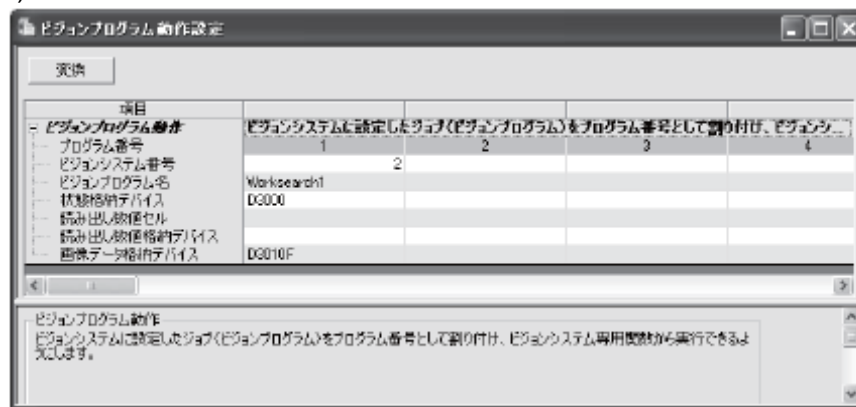 ビジョンプログラム動作設定
変換
項目
ビジョンプログラム動作 ビジョンシステムに設定したジョブ(ビジョンプログラム)をプログラム番号として割り付け、ビジョンシ...
プログラム番号 1 2 3 4
ビジョンシステム番号 2
ビジョンプログラム名 Worksearch1
状態格納デバイス D3000
読み出し数値セル
読み出し数値格納デバイス
画像データ格納デバイス D3010F
ビジョンプログラム動作
ビジョンシステムに設定したジョブ(ビジョンプログラム)をプログラム番号として割り付け、ビジョンシステム専用関数から実行できるよ
うにします。